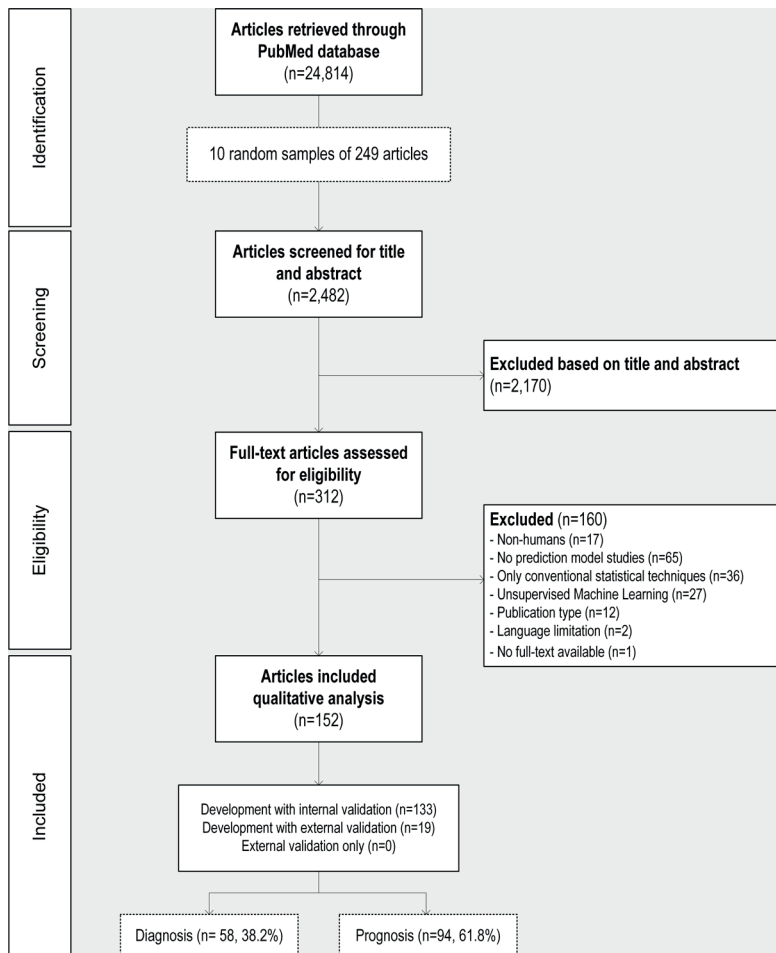 Identification
Articles retrieved through
PubMed database
(n=24,814)
10 random samples of 249 articles
Screening
Articles screened for title
and abstract
(n=2,482)
Excluded based on title and abstract
(n=2,170)
Eligibility
Full-text articles assessed
for eligibility
(n=312)
Excluded (n=160)
- Non-humans (n=17)
- No prediction model studies (n=65)
- Only conventional statistical techniques (n=36)
- Unsupervised Machine Learning (n=27)
- Publication type (n=12)
- Language limitation (n=2)
- No full-text available (n=1)
Included
Articles included
qualitative analysis
(n=152)
Development with internal validation (n=133)
Development with external validation (n=19)
External validation only (n=0)
Diagnosis (n= 58, 38.2%)
Prognosis (n=94, 61.8%)